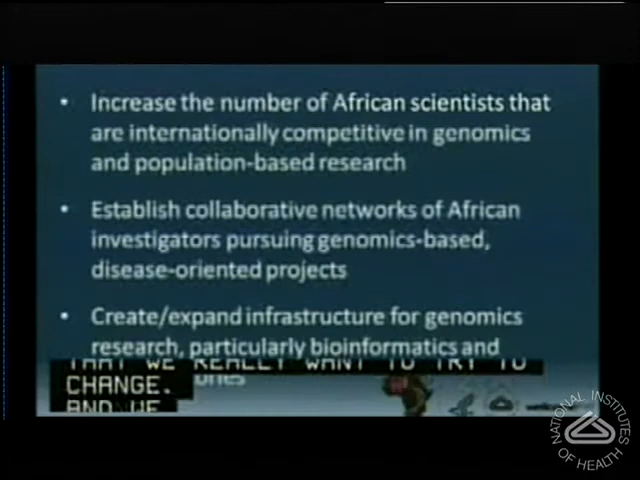 • Increase the number of African scientists that
are internationally competitive in genomics
and population-based research
• Establish collaborative networks of African
investigators pursuing genomics-based,
disease-oriented projects
• Create/expand infrastructure for genomics
research, particularly bioinformatics and
THAT WE REALLY WANT TO TRY TO
CHANGE.
AND WE
NATIONAL INSTITUTES
OF HEALTH